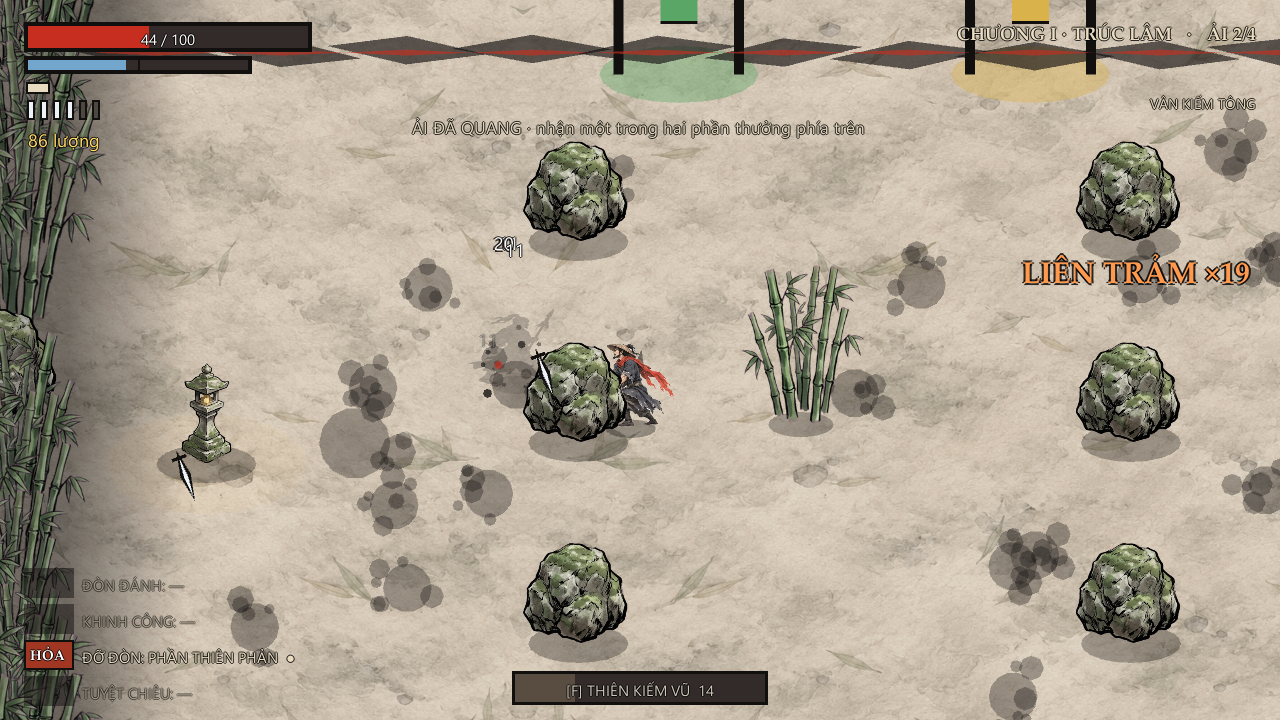 44 / 100
CHƯƠNG I · TRÚC LÂM · ẢI 2/4
VÂN KIẾM TÔNG
86 lượng
ẢI ĐÃ QUANG · nhận một trong hai phần thưởng phía trên
LIÊN TRẢM ×19
ĐÒN ĐÁNH: —
KHINH CÔNG: —
HỎA
ĐỠ ĐÒN: PHẦN THIÊN PHẢN
TUYỆT CHIÊU: —
[F] THIÊN KIẾM VŨ 14